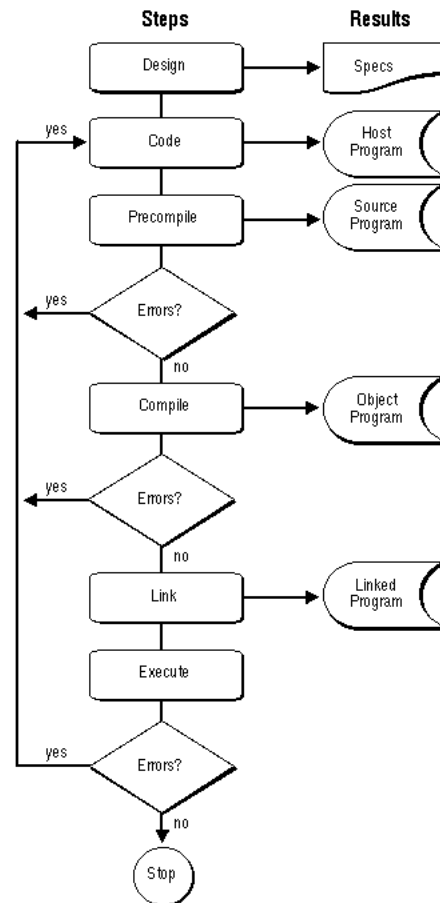 Steps Results
Design Specs
yes
Code Host
Program
Precompile Source
Program
yes Errors?
no
Compile Object
Program
yes Errors?
no
Link Linked
Program
Execute
yes Errors?
no
Stop